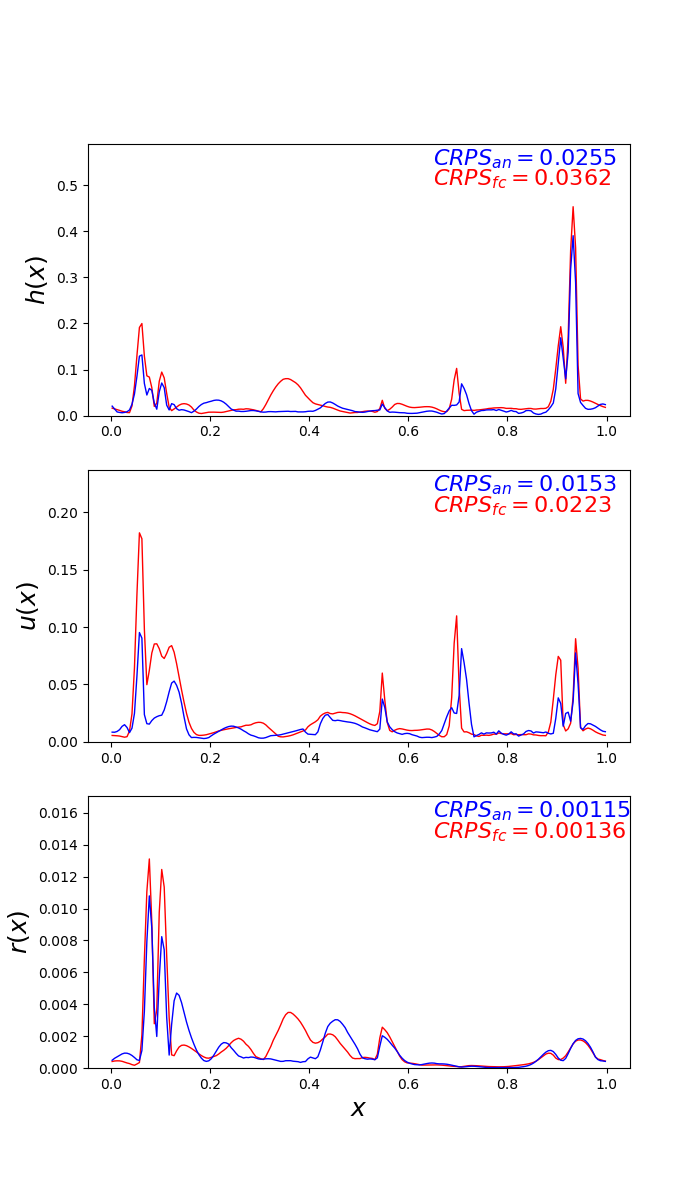 CRPS_an = 0.0255
CRPS_fc = 0.0362
h(x)
0.5
0.4
0.3
0.2
0.1
0.0
0.0 0.2 0.4 0.6 0.8 1.0
CRPS_an = 0.0153
CRPS_fc = 0.0223
u(x)
0.20
0.15
0.10
0.05
0.00
0.0 0.2 0.4 0.6 0.8 1.0
CRPS_an = 0.00115
CRPS_fc = 0.00136
r(x)
0.016
0.014
0.012
0.010
0.008
0.006
0.004
0.002
0.000
0.0 0.2 0.4 0.6 0.8 1.0
x